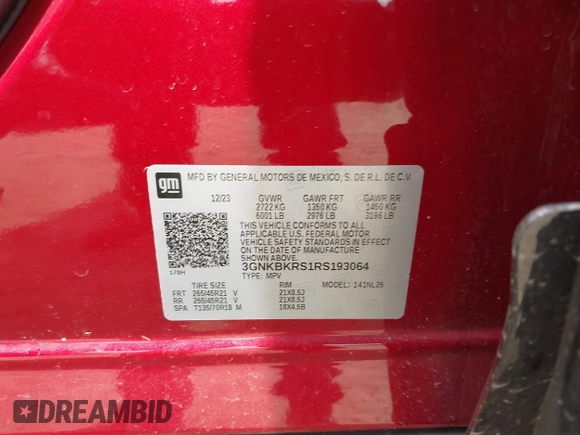 gm
MFD BY GENERAL MOTORS DE MEXICO, S. DE R.L. DE C.V.
12/23 GVWR GAWR FRT GAWR RR
2722 KG 1350 KG 1450 KG
6001 LB 2976 LB 3196 LB
THIS VEHICLE CONFORMS TO ALL
APPLICABLE U.S. FEDERAL MOTOR
VEHICLE SAFETY STANDARDS IN EFFECT
ON THE DATE OF MANUFACTURE
SHOWN ABOVE.
3GNKBKRS1RS193064
170H TYPE: MPV
TIRE SIZE RIM MODEL: 141NL26
FRT 265/45R21 V 21X8.5J
RR 265/45R21 V 21X8.5J
SPA T135/70R18 M 18X4.5B
DREAMBID